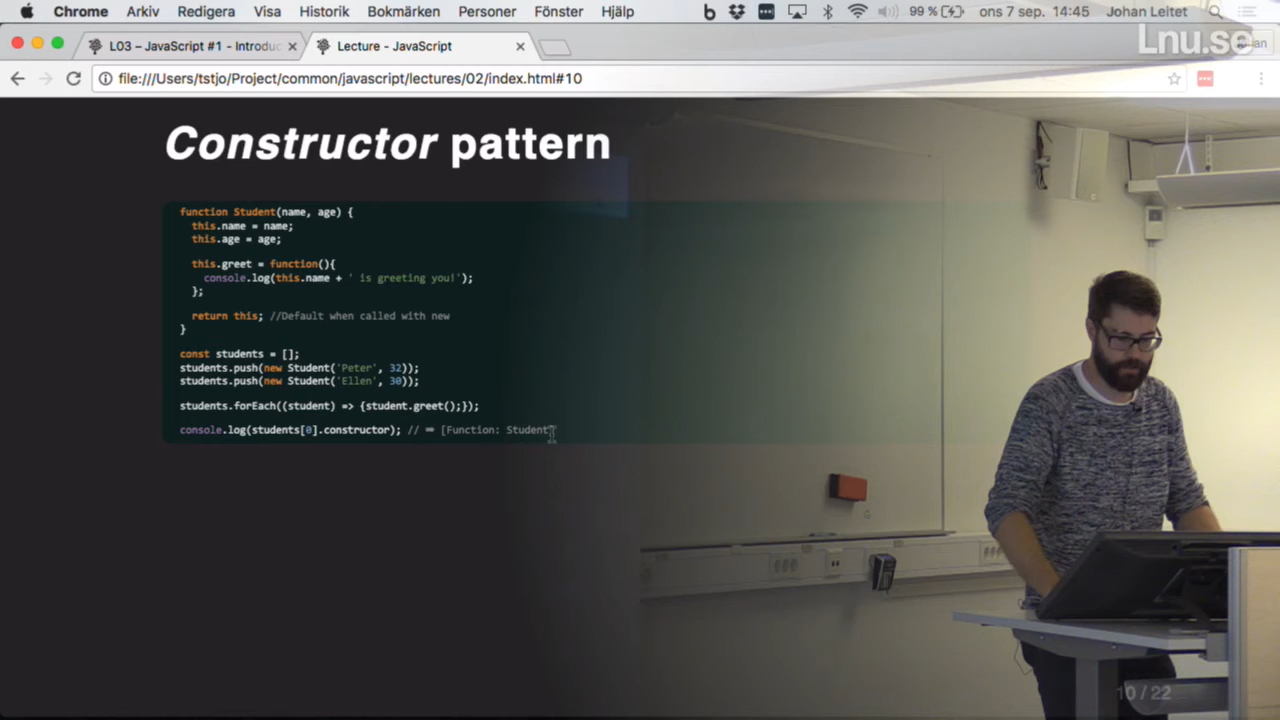 Chrome Arkiv Redigera Visa Historik Bokmärken Personer Fönster Hjälp 99 % ons 7 sep. 14:45 Johan Leitet
L03 – JavaScript #1 - Introduc Lecture - JavaScript
Lnu.se
file:///Users/tstjo/Project/common/javascript/lectures/02/index.html#10
Constructor pattern
function Student(name, age) {
this.name = name;
this.age = age;
this.greet = function(){
console.log(this.name + ' is greeting you!');
};
return this; //Default when called with new
}
const students = [];
students.push(new Student('Peter', 32));
students.push(new Student('Ellen', 30));
students.forEach((student) => {student.greet();});
console.log(students[0].constructor); // ➡ [Function: Student]
10 / 22